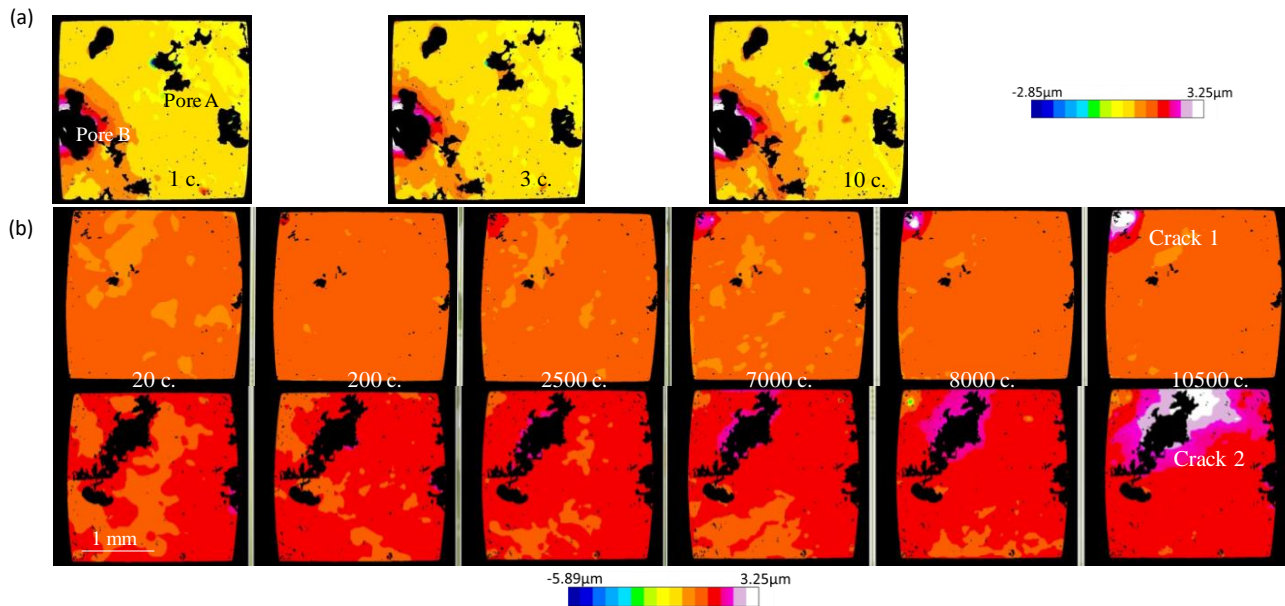 (a)
Pore A
Pore B
1 c.
3 c.
10 c.
-2.85µm
3.25µm
(b)
Crack 1
20 c.
200 c.
2500 c.
7000 c.
8000 c.
10500 c.
Crack 2
1 mm
-5.89µm
3.25µm